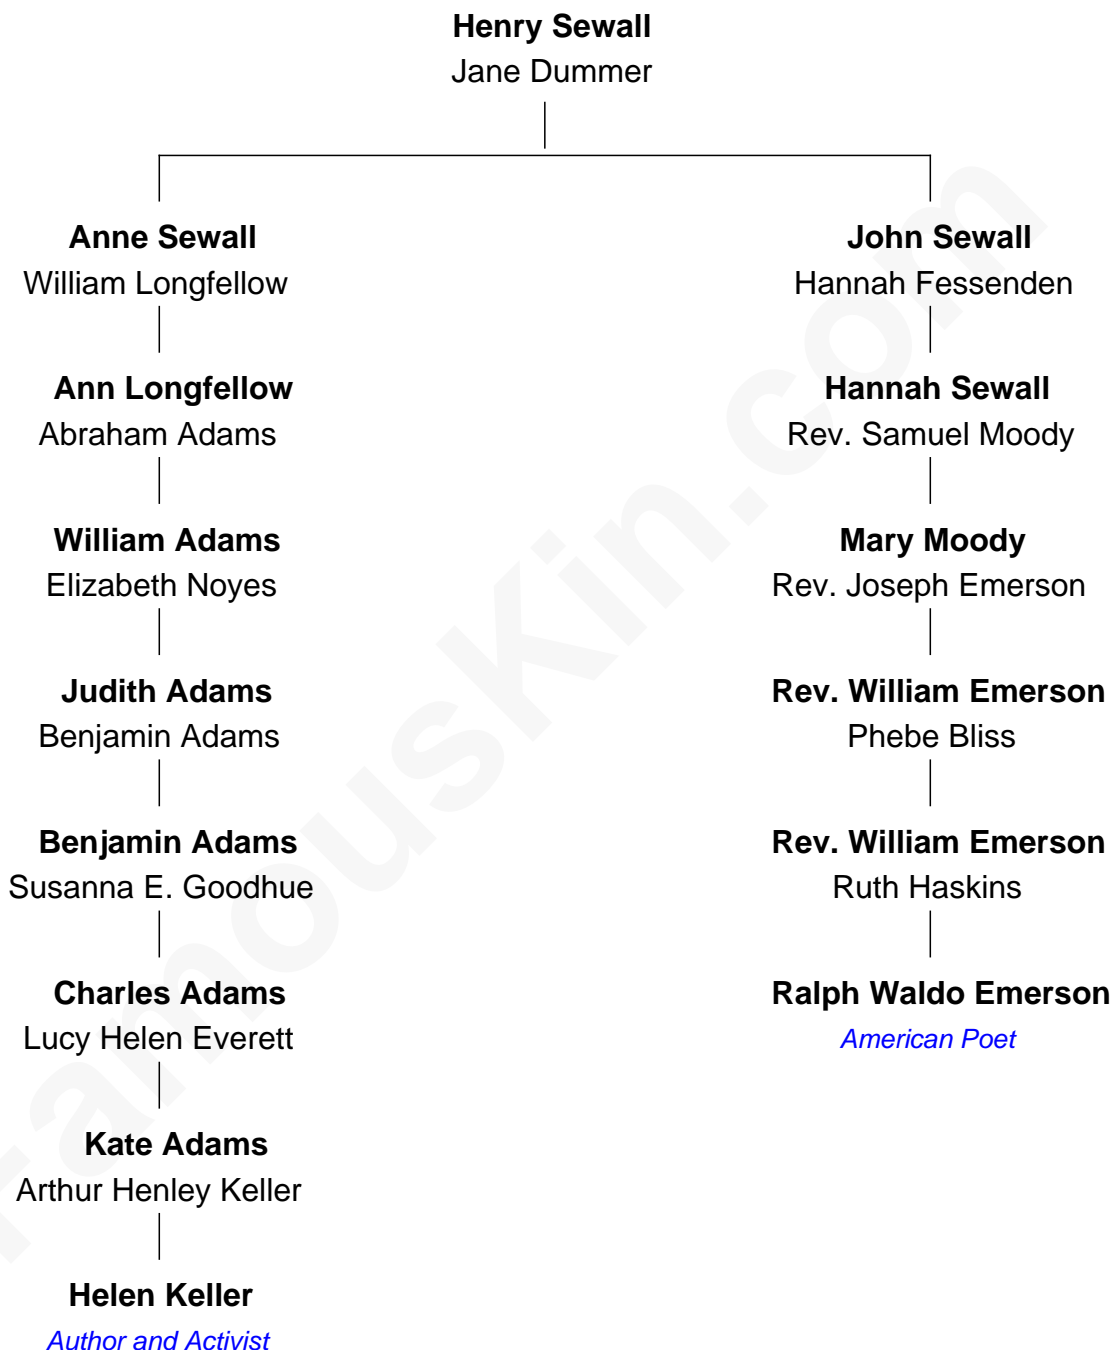 Henry Sewall
Jane Dummer
Anne Sewall
William Longfellow
Ann Longfellow
Abraham Adams
William Adams
Elizabeth Noyes
Judith Adams
Benjamin Adams
Benjamin Adams
Susanna E. Goodhue
Charles Adams
Lucy Helen Everett
Kate Adams
Arthur Henley Keller
Helen Keller
Author and Activist
John Sewall
Hannah Fessenden
Hannah Sewall
Rev. Samuel Moody
Mary Moody
Rev. Joseph Emerson
Rev. William Emerson
Phebe Bliss
Rev. William Emerson
Ruth Haskins
Ralph Waldo Emerson
American Poet
FamousKin.com